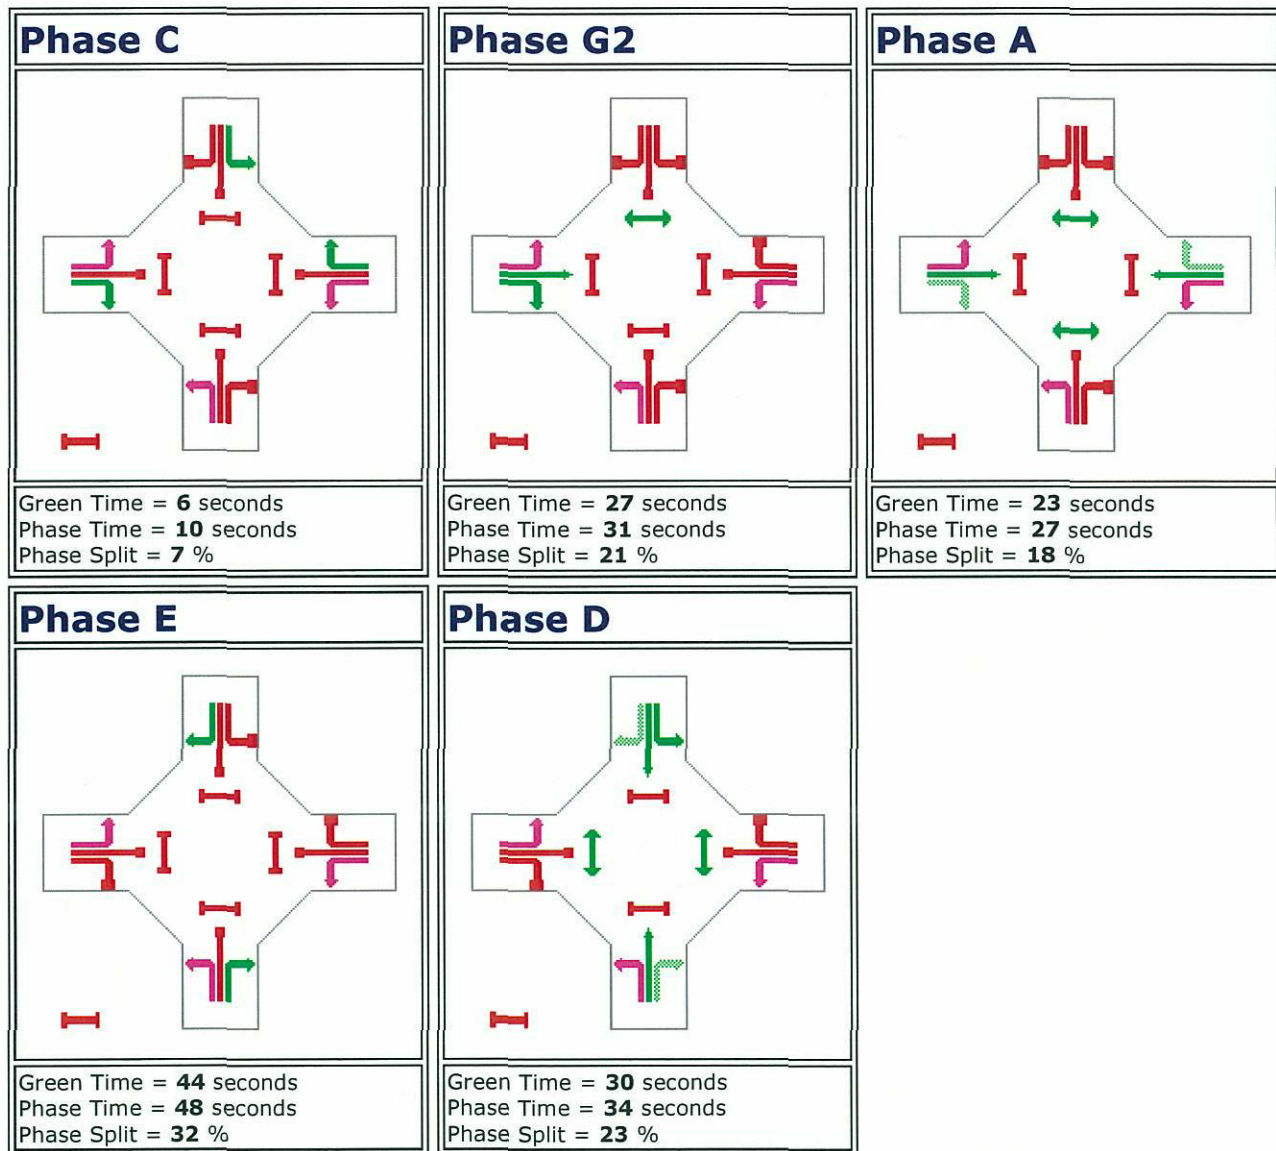 Phase C
Green Time = 6 seconds
Phase Time = 10 seconds
Phase Split = 7 %
Phase G2
Green Time = 27 seconds
Phase Time = 31 seconds
Phase Split = 21 %
Phase A
Green Time = 23 seconds
Phase Time = 27 seconds
Phase Split = 18 %
Phase E
Green Time = 44 seconds
Phase Time = 48 seconds
Phase Split = 32 %
Phase D
Green Time = 30 seconds
Phase Time = 34 seconds
Phase Split = 23 %